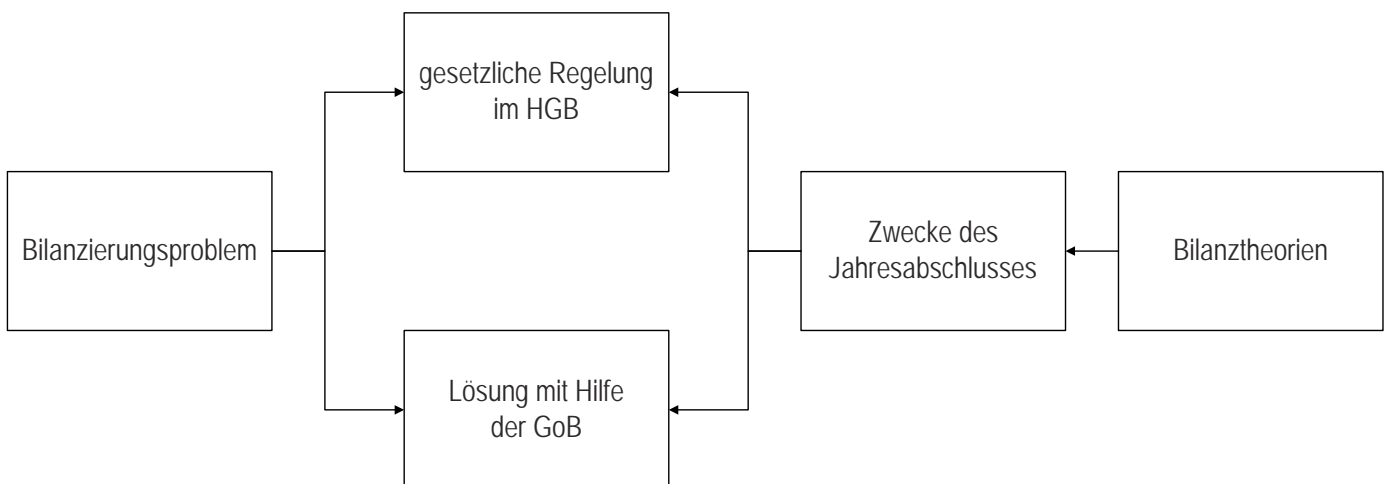 gesetzliche Regelung
im HGB
Bilanzierungsproblem
Zwecke des
Jahresabschlusses
Bilanztheorien
Lösung mit Hilfe
der GoB